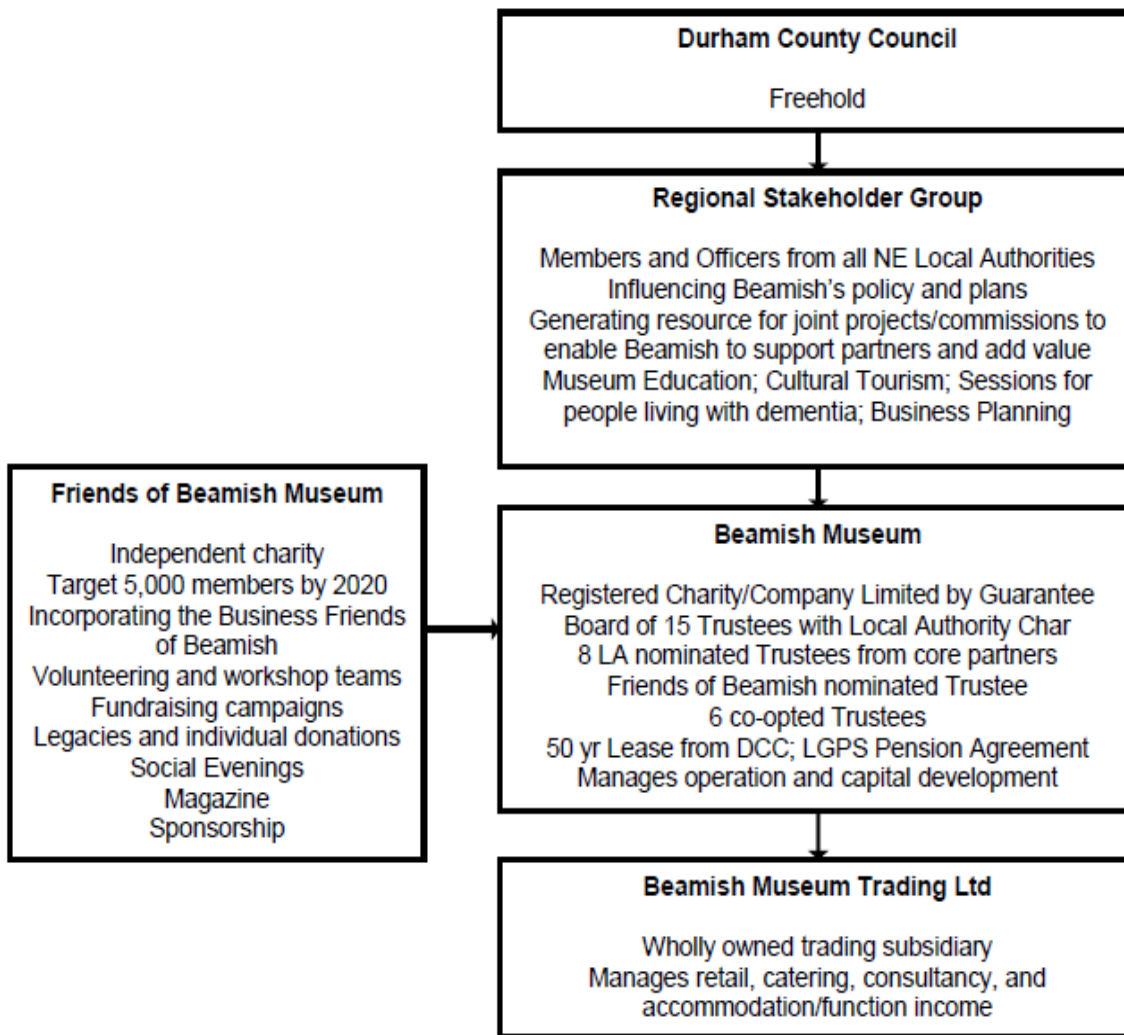 Durham County Council
Freehold
Regional Stakeholder Group
Members and Officers from all NE Local Authorities
Influencing Beamish's policy and plans
Generating resource for joint projects/commissions to
enable Beamish to support partners and add value
Museum Education; Cultural Tourism; Sessions for
people living with dementia; Business Planning
Friends of Beamish Museum
Independent charity
Target 5,000 members by 2020
Incorporating the Business Friends
of Beamish
Volunteering and workshop teams
Fundraising campaigns
Legacies and individual donations
Social Evenings
Magazine
Sponsorship
Beamish Museum
Registered Charity/Company Limited by Guarantee
Board of 15 Trustees with Local Authority Char
8 LA nominated Trustees from core partners
Friends of Beamish nominated Trustee
6 co-opted Trustees
50 yr Lease from DCC; LGPS Pension Agreement
Manages operation and capital development
Beamish Museum Trading Ltd
Wholly owned trading subsidiary
Manages retail, catering, consultancy, and
accommodation/function income